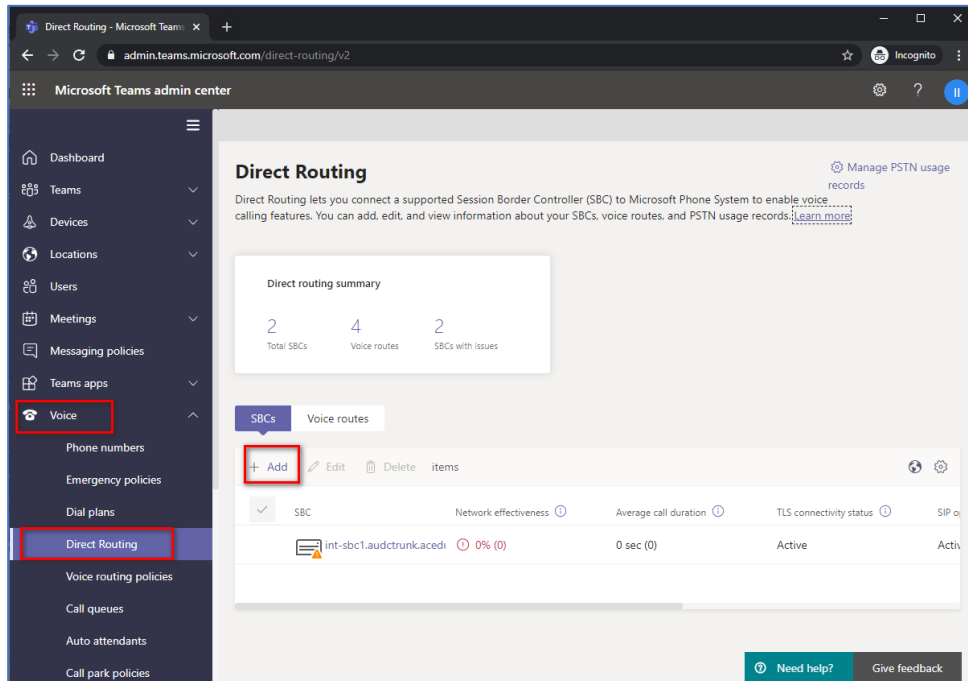 Direct Routing - Microsoft Teams
admin.teams.microsoft.com/direct-routing/v2
Incognito
Microsoft Teams admin center
?
II
Dashboard
Teams
Devices
Locations
Users
Meetings
Messaging policies
Teams apps
Voice
Phone numbers
Emergency policies
Dial plans
Direct Routing
Voice routing policies
Call queues
Auto attendants
Call park policies
Direct Routing
Manage PSTN usage
records
Direct Routing lets you connect a supported Session Border Controller (SBC) to Microsoft Phone System to enable voice
calling features. You can add, edit, and view information about your SBCs, voice routes, and PSTN usage records. Learn more
Direct routing summary
2 4 2
Total SBCs Voice routes SBCs with issues
SBCs Voice routes
+ Add Edit Delete items
SBC Network effectiveness Average call duration TLS connectivity status SIP
int-sbc1.audctrunk.aced 0% (0) 0 sec (0) Active Activ
Need help? Give feedback